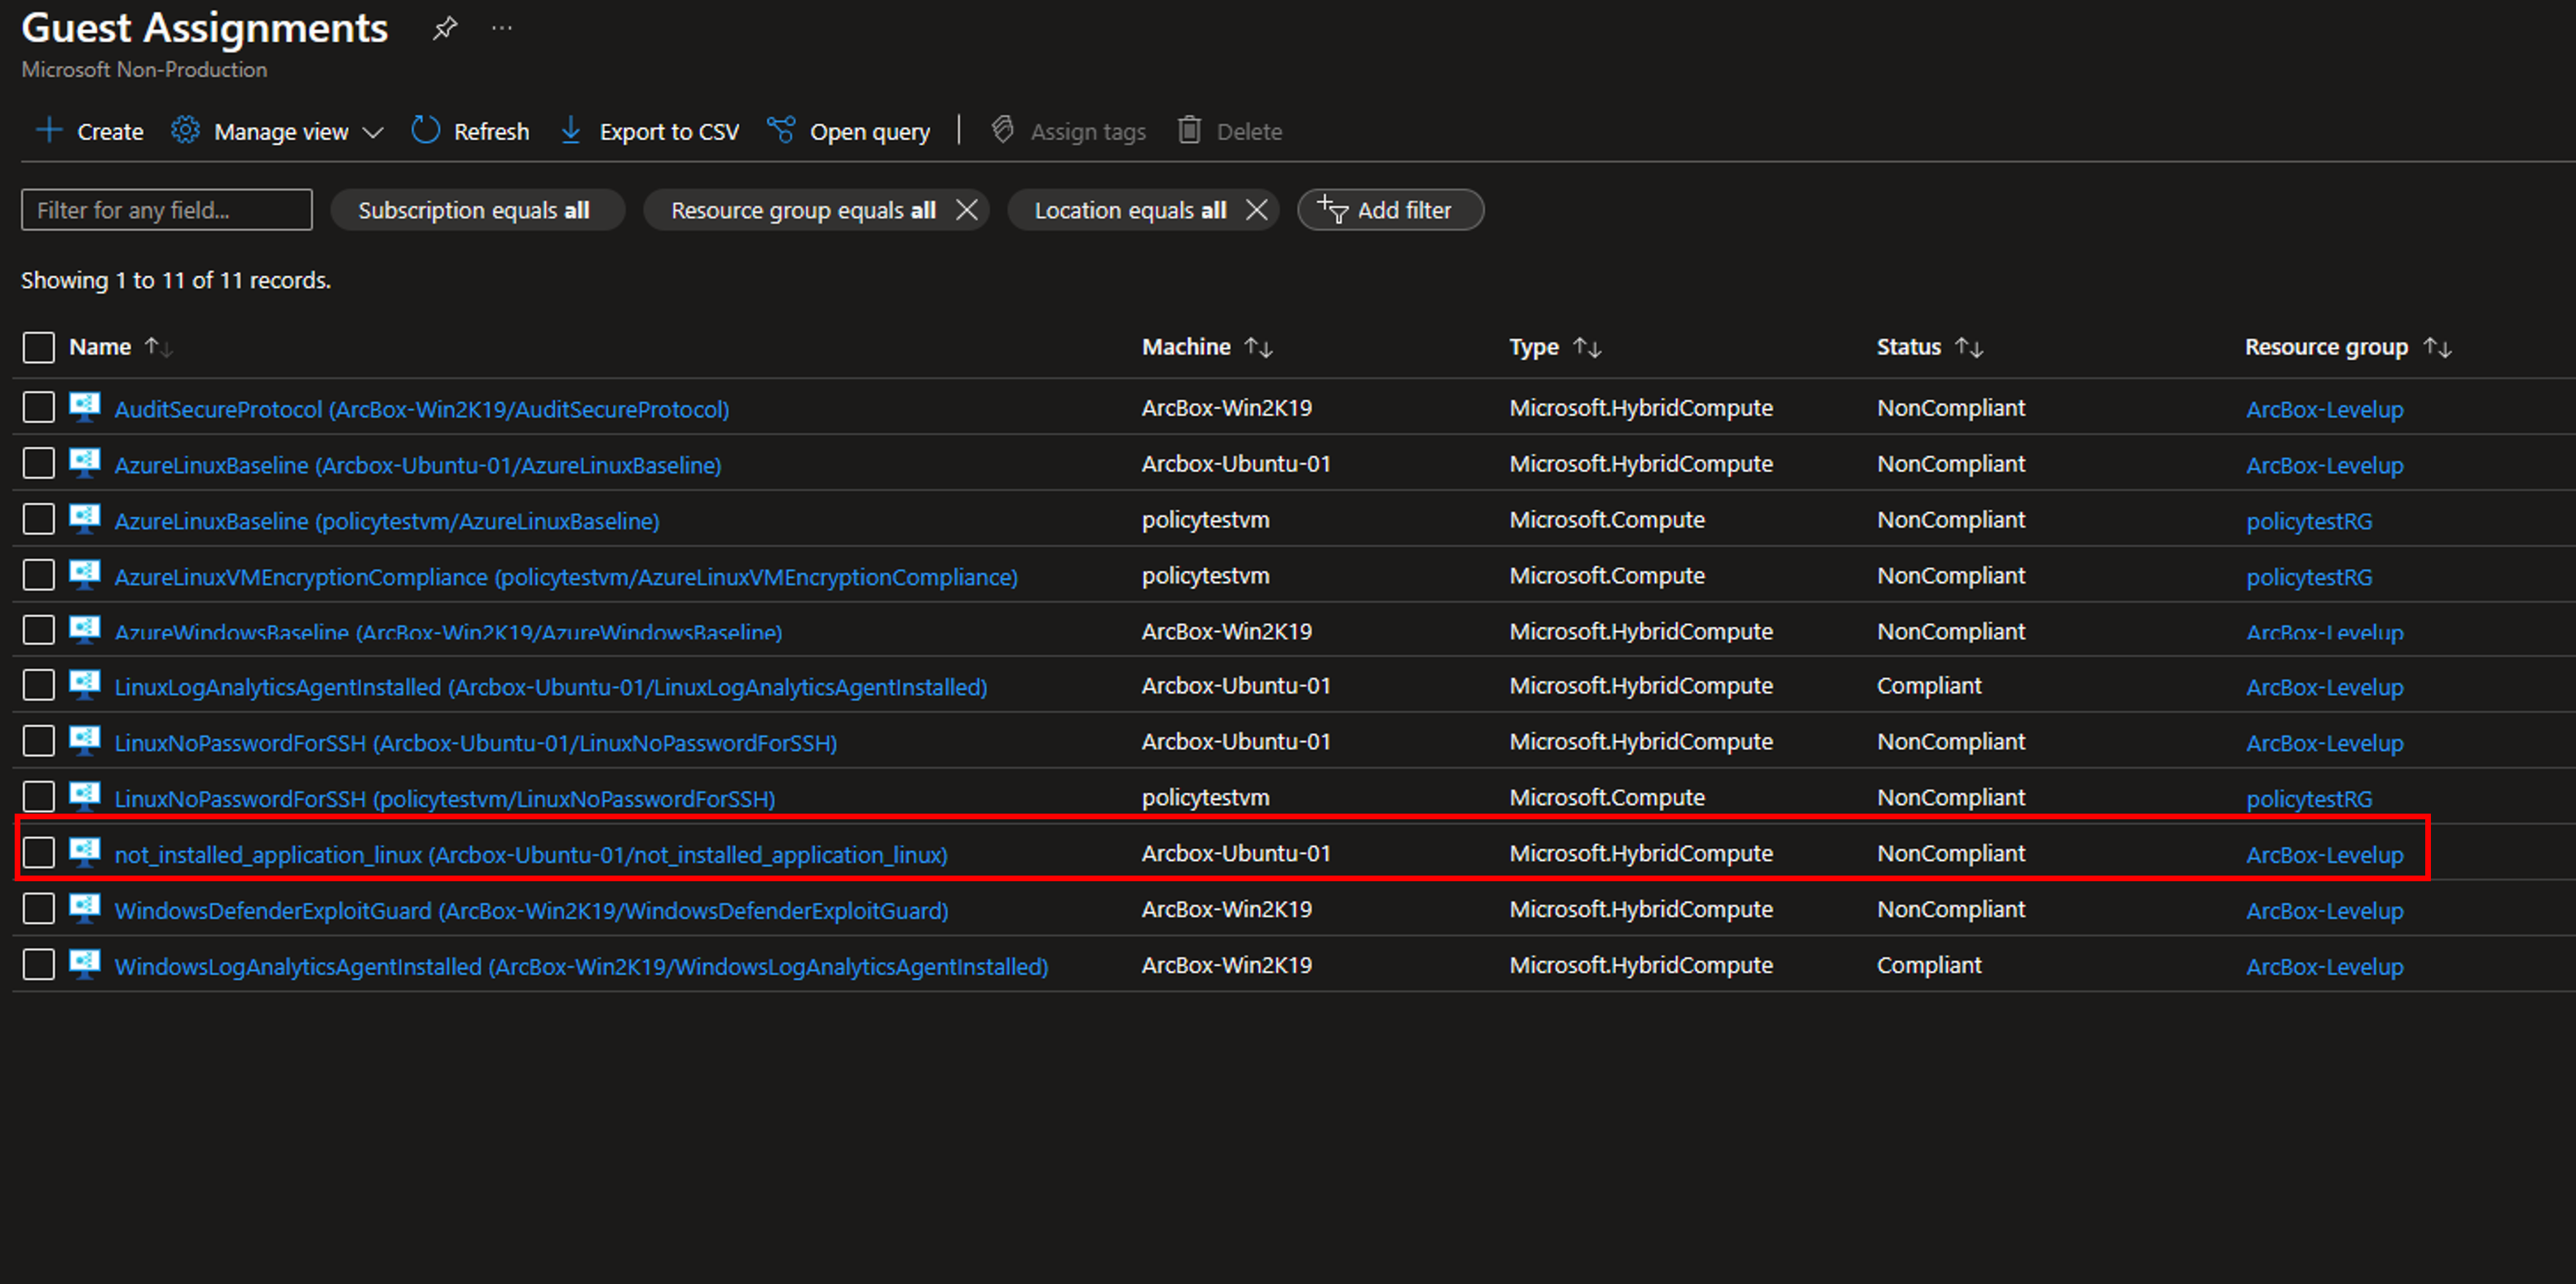 Guest Assignments
Microsoft Non-Production
Create Manage view Refresh Export to CSV Open query | Assign tags Delete
Filter for any field... Subscription equals all Resource group equals all Location equals all Add filter
Showing 1 to 11 of 11 records.
Name Machine Type Status Resource group
AuditSecureProtocol (ArcBox-Win2K19/AuditSecureProtocol) ArcBox-Win2K19 Microsoft.HybridCompute NonCompliant ArcBox-Levelup
AzureLinuxBaseline (Arcbox-Ubuntu-01/AzureLinuxBaseline) Arcbox-Ubuntu-01 Microsoft.HybridCompute NonCompliant ArcBox-Levelup
AzureLinuxBaseline (policytestvm/AzureLinuxBaseline) policytestvm Microsoft.Compute NonCompliant policytestRG
AzureLinuxVMEncryptionCompliance (policytestvm/AzureLinuxVMEncryptionCompliance) policytestvm Microsoft.Compute NonCompliant policytestRG
AzureWindowsBaseline (ArcBox-Win2K19/AzureWindowsBaseline) ArcBox-Win2K19 Microsoft.HybridCompute NonCompliant ArcBox-Levelup
LinuxLogAnalyticsAgentInstalled (Arcbox-Ubuntu-01/LinuxLogAnalyticsAgentInstalled) Arcbox-Ubuntu-01 Microsoft.HybridCompute Compliant ArcBox-Levelup
LinuxNoPasswordForSSH (Arcbox-Ubuntu-01/LinuxNoPasswordForSSH) Arcbox-Ubuntu-01 Microsoft.HybridCompute NonCompliant ArcBox-Levelup
LinuxNoPasswordForSSH (policytestvm/LinuxNoPasswordForSSH) policytestvm Microsoft.Compute NonCompliant policytestRG
not_installed_application_linux (Arcbox-Ubuntu-01/not_installed_application_linux) Arcbox-Ubuntu-01 Microsoft.HybridCompute NonCompliant ArcBox-Levelup
WindowsDefenderExploitGuard (ArcBox-Win2K19/WindowsDefenderExploitGuard) ArcBox-Win2K19 Microsoft.HybridCompute NonCompliant ArcBox-Levelup
WindowsLogAnalyticsAgentInstalled (ArcBox-Win2K19/WindowsLogAnalyticsAgentInstalled) ArcBox-Win2K19 Microsoft.HybridCompute Compliant ArcBox-Levelup